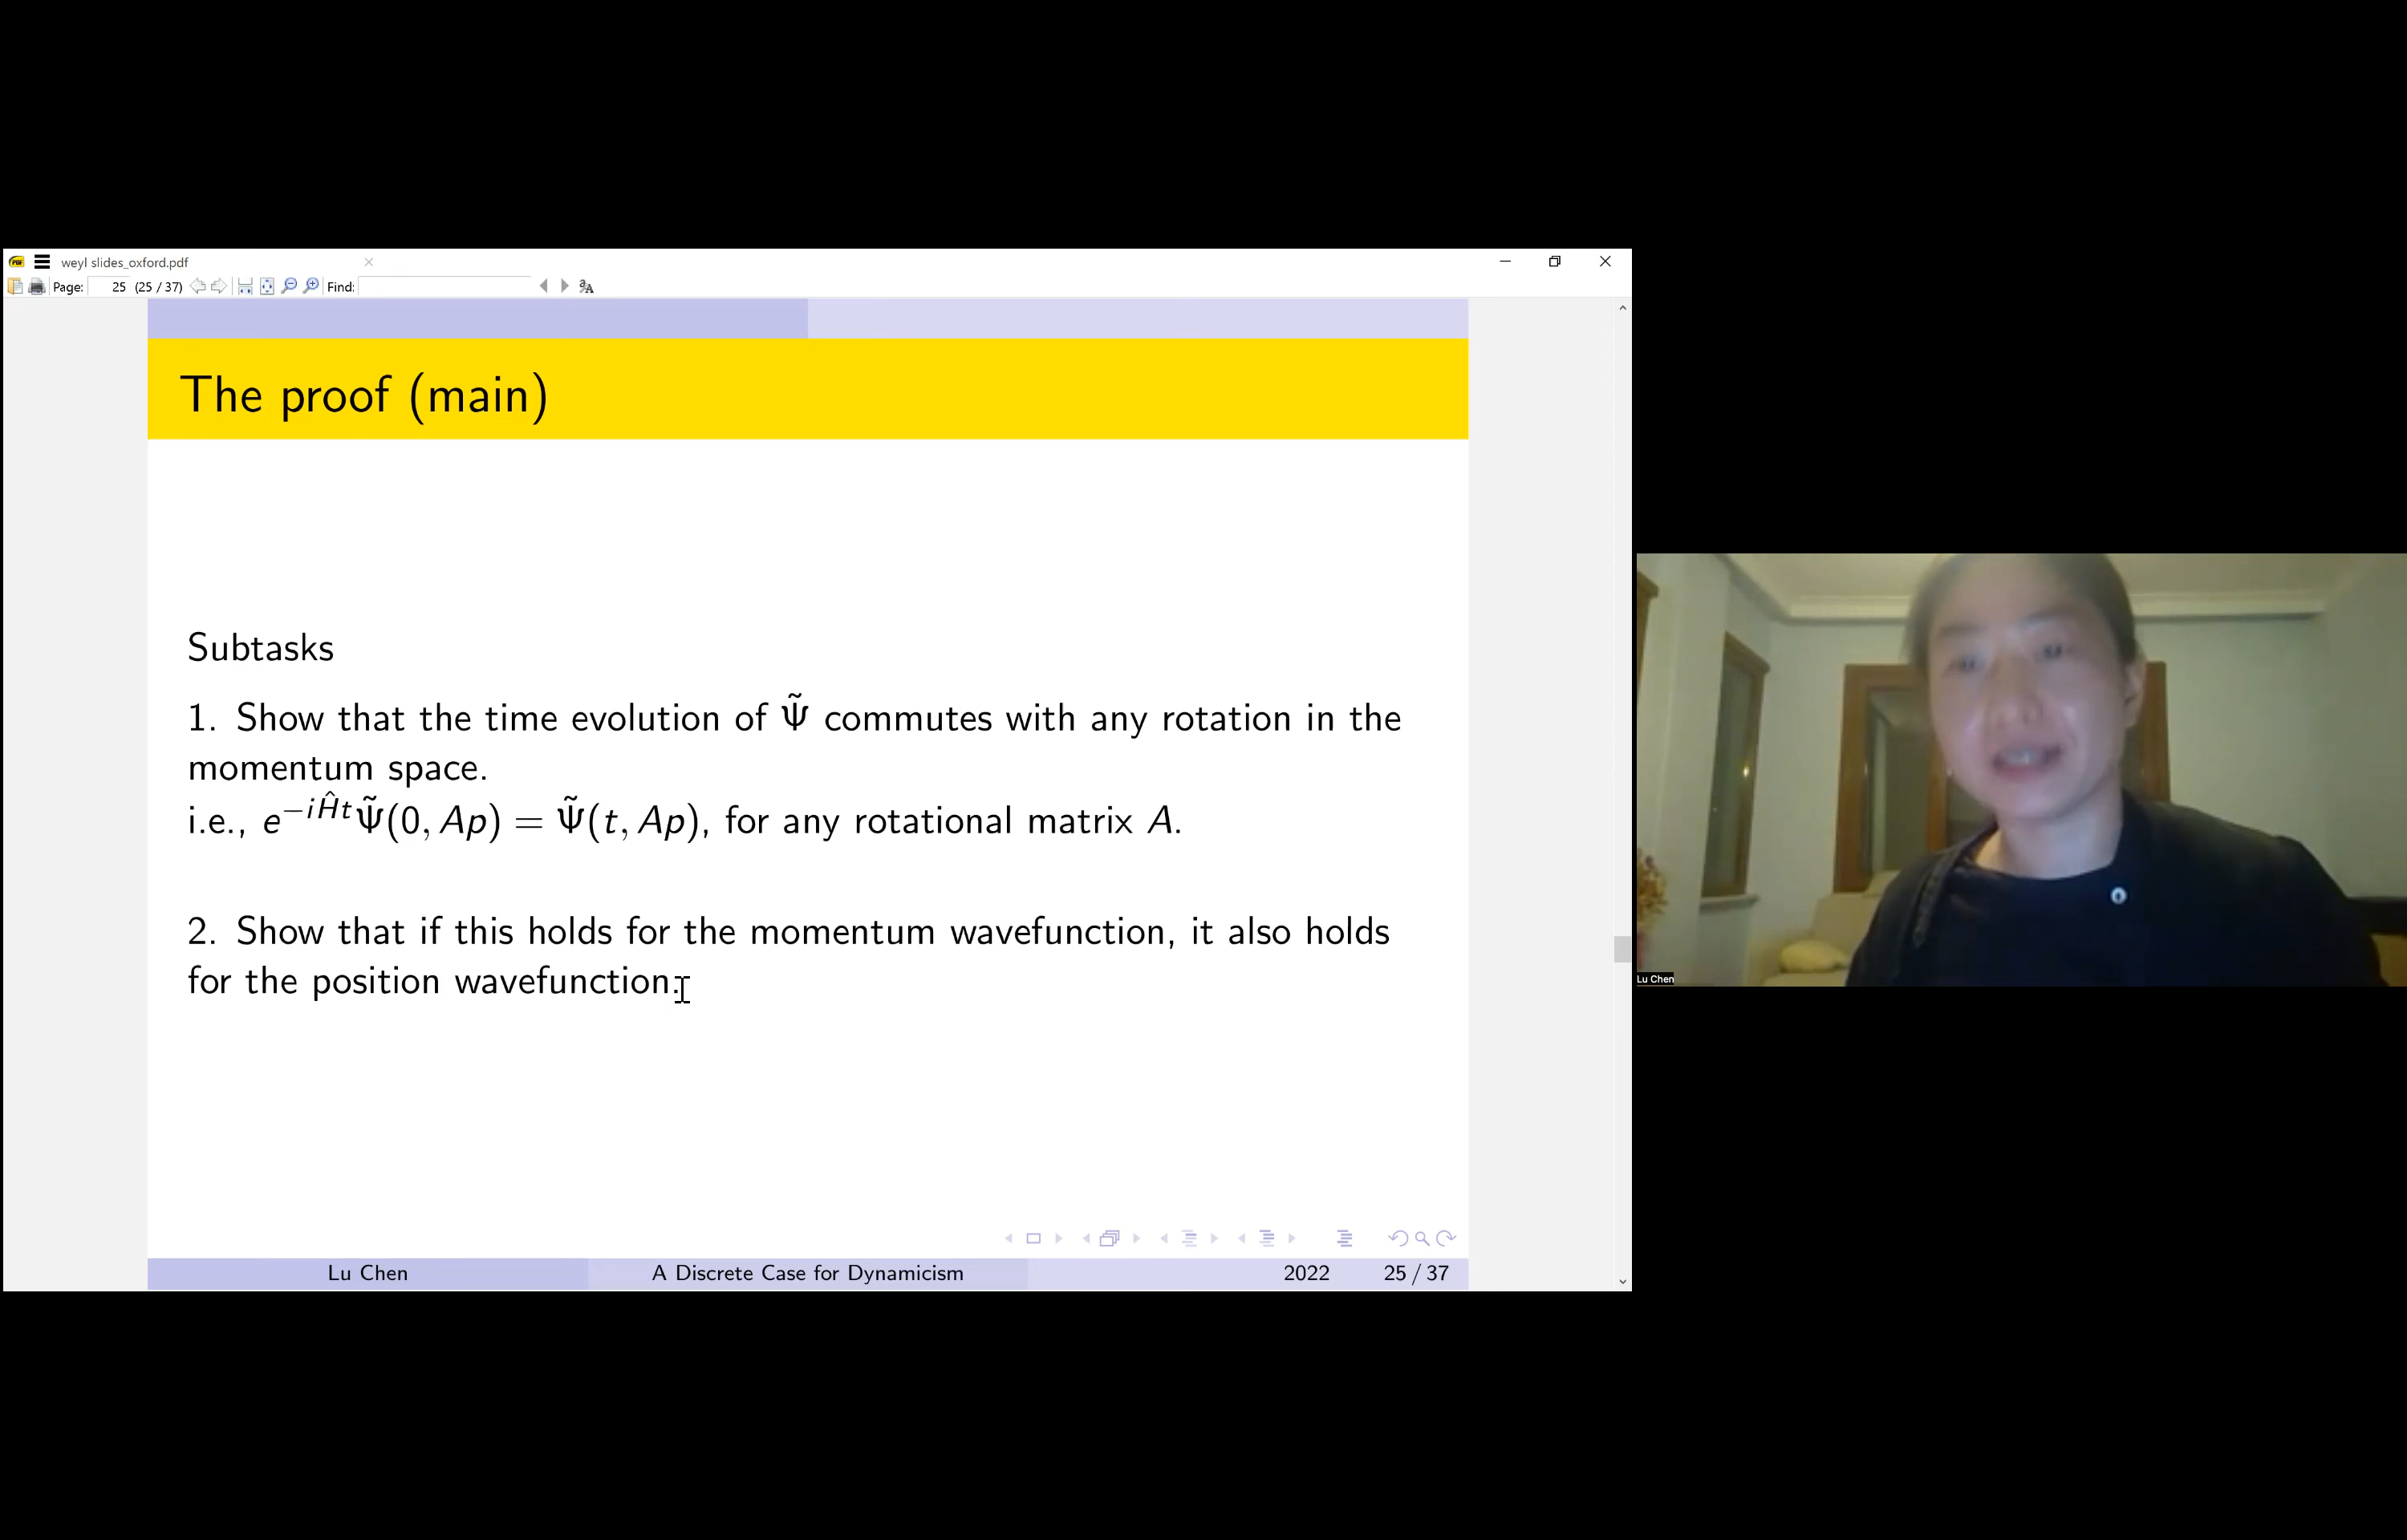 weyl slides_oxford.pdf
Page: 25 (25 / 37) Find:
The proof (main)
Subtasks
1. Show that the time evolution of Ψ̃ commutes with any rotation in the
momentum space.
i.e., e^{−iĤt}Ψ̃(0, Ap) = Ψ̃(t, Ap), for any rotational matrix A.
2. Show that if this holds for the momentum wavefunction, it also holds
for the position wavefunction.
Lu Chen
Lu Chen A Discrete Case for Dynamicism 2022 25 / 37